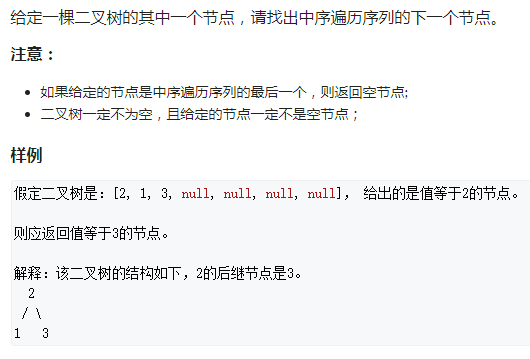 给定一棵二叉树的其中一个节点，请找出中序遍历序列的下一个节点。
注意：
• 如果给定的节点是中序遍历序列的最后一个，则返回空节点;
• 二叉树一定不为空，且给定的节点一定不是空节点；
样例
假定二叉树是：[2, 1, 3, null, null, null, null]， 给出的是值等于2的节点。
则应返回值等于3的节点。
解释：该二叉树的结构如下，2的后继节点是3。
  2
 / \
1   3